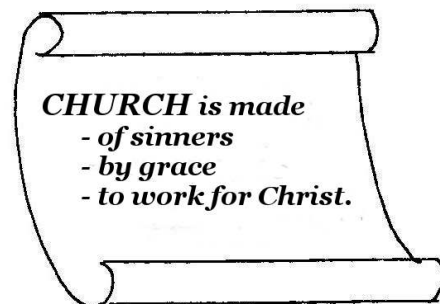 CHURCH is made
- of sinners
- by grace
- to work for Christ.